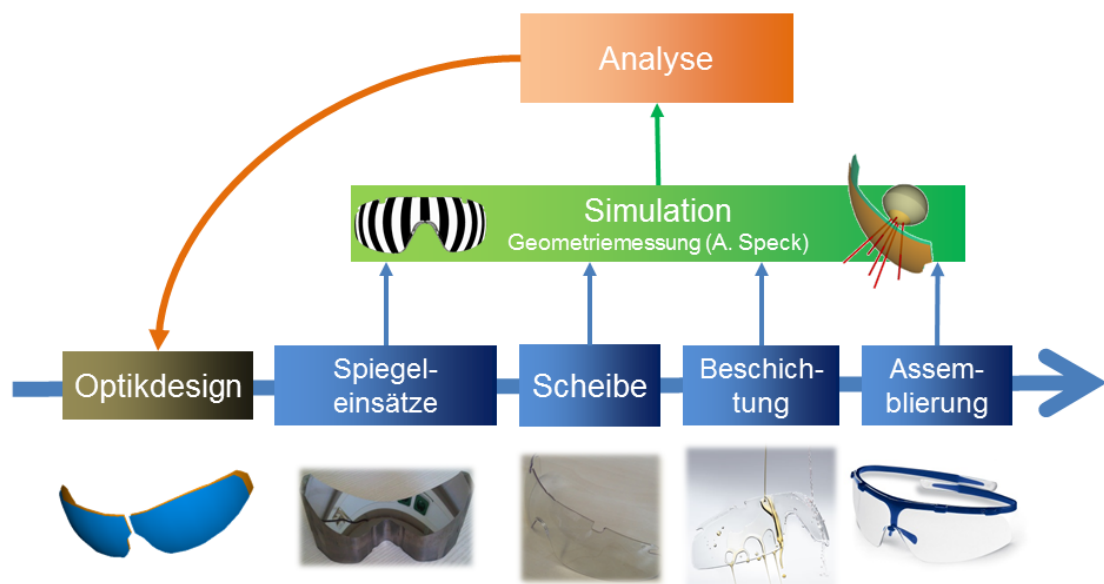 Analyse
Simulation
Geometriemessung (A. Speck)
Optikdesign
Spiegel-
einsätze
Scheibe
Beschich-
tung
Assem-
blierung